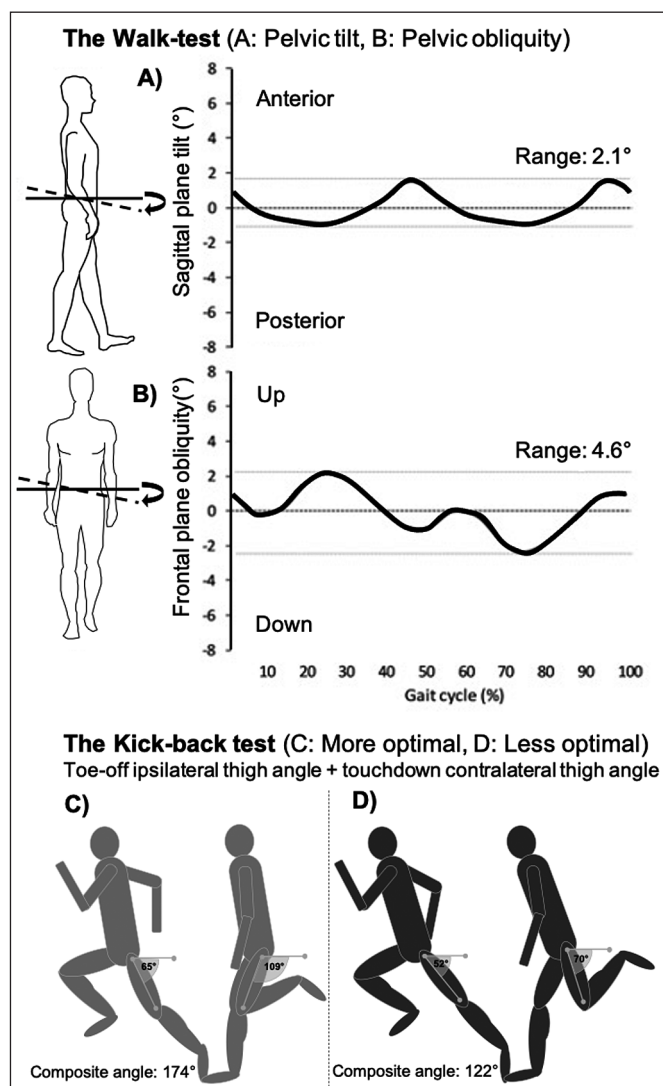 The Walk-test (A: Pelvic tilt, B: Pelvic obliquity)
A)
Sagittal plane tilt (°)
8
6
4
2
0
-2
-4
-6
-8
Anterior
Range: 2.1°
Posterior
B)
Frontal plane obliquity(°)
8
6
4
2
0
-2
-4
-6
-8
Up
Range: 4.6°
Down
10 20 30 40 50 60 70 80 90 100
Gait cycle (%)
The Kick-back test (C: More optimal, D: Less optimal)
Toe-off ipsilateral thigh angle + touchdown contralateral thigh angle
C)
65°
109°
Composite angle: 174°
D)
52°
70°
Composite angle: 122°